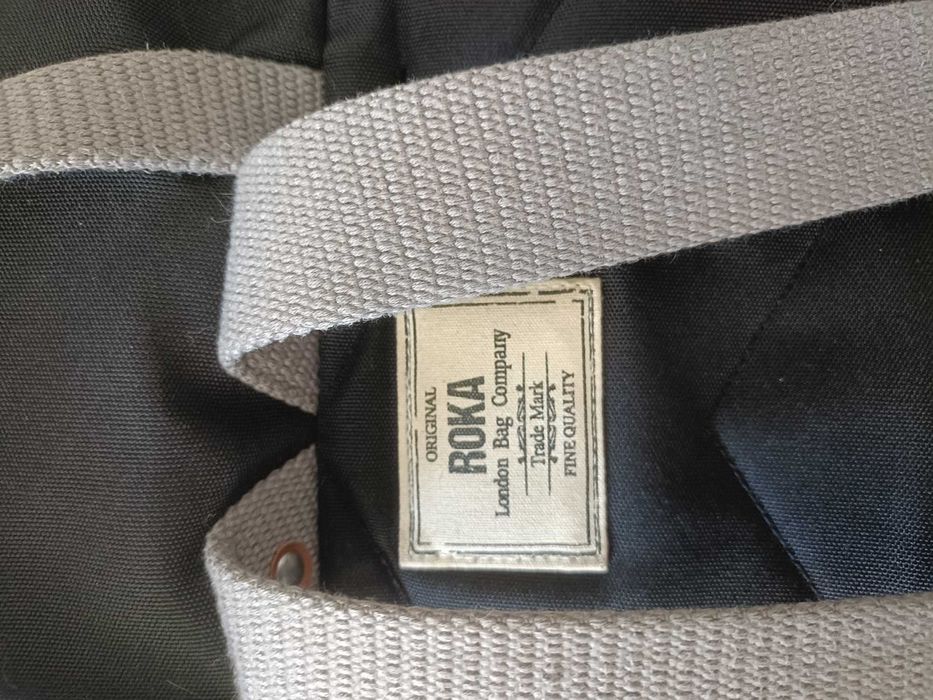 ORIGINAL
ROKA
London Bag Company
Trade Mark
FINE QUALITY